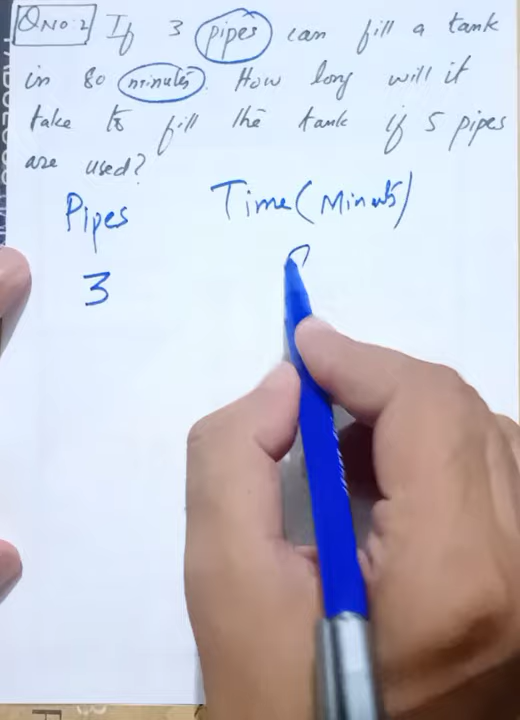 QNO:2 If 3 pipes can fill a tank
in 80 minutes. How long will it
take to fill the tank if 5 pipes
are used?
Pipes Time (Minuts)
3